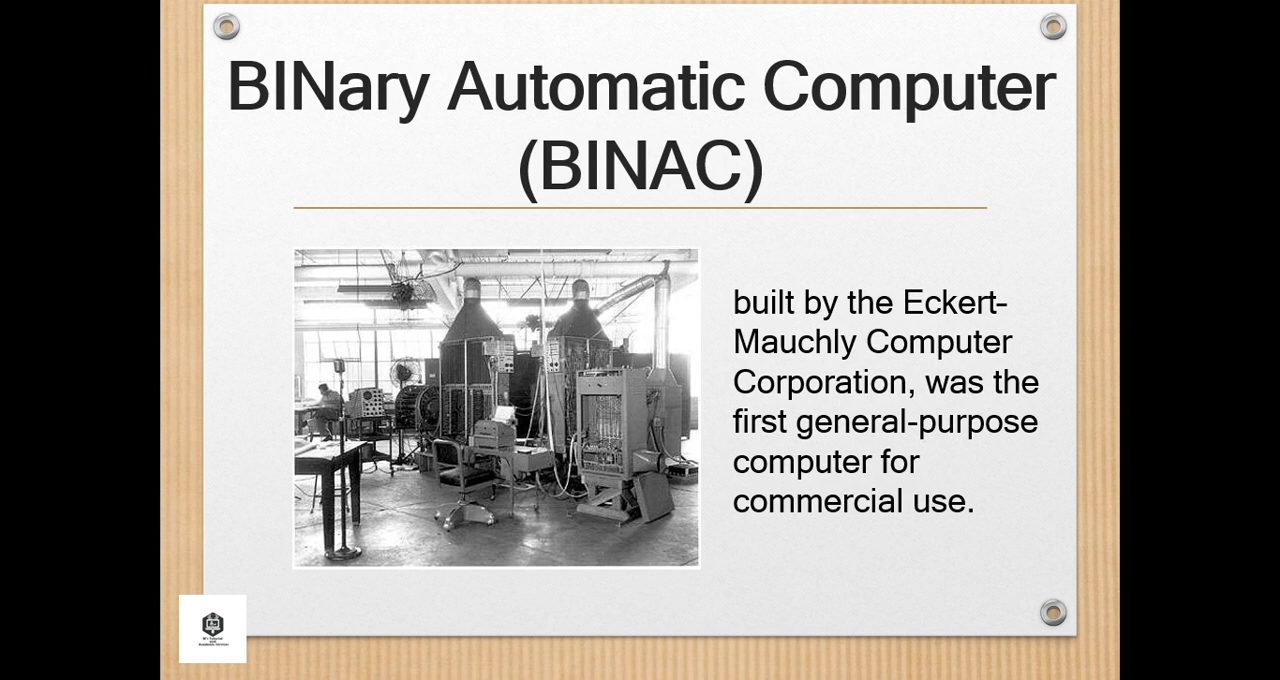 BINary Automatic Computer
(BINAC)
built by the Eckert–
Mauchly Computer
Corporation, was the
first general-purpose
computer for
commercial use.